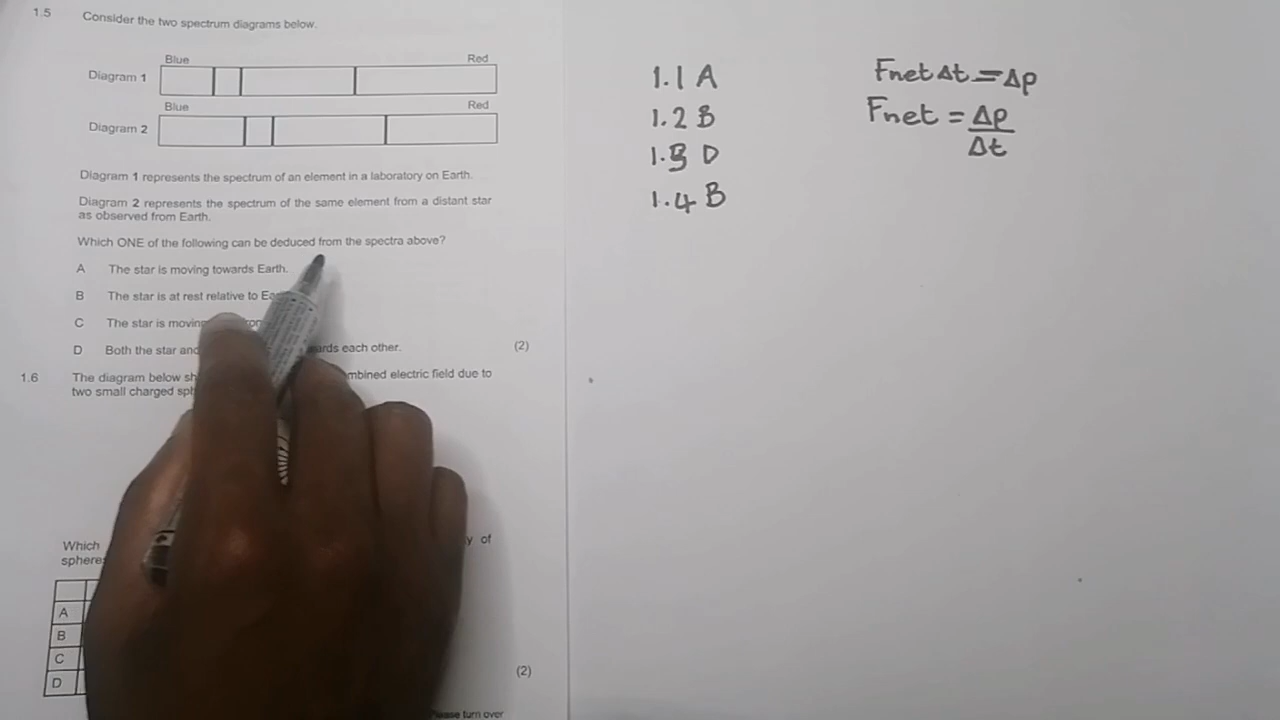 1.5 Consider the two spectrum diagrams below.
Blue Red
Diagram 1
Blue Red
Diagram 2
Diagram 1 represents the spectrum of an element in a laboratory on Earth.
Diagram 2 represents the spectrum of the same element from a distant star
as observed from Earth.
Which ONE of the following can be deduced from the spectra above?
A The star is moving towards Earth.
B The star is at rest relative to
C The star is moving
D Both the star and each other. (2)
1.6 The diagram below electric field due to
two small charged
Which of
A
B
C
D
(2)
turn over
1.1 A
1.2 B
1.3 D
1.4 B
Fnet Δt = Δp
Fnet = Δp
Δt